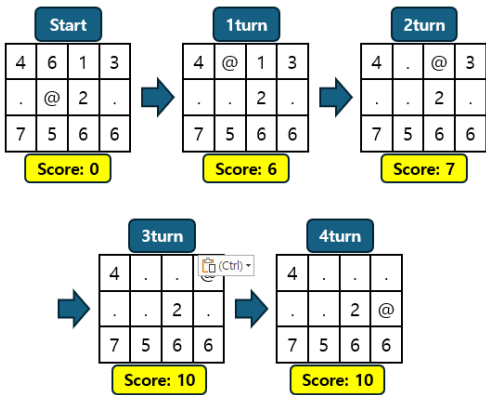 Start 1turn 2turn
4 6 1 3 4 @ 1 3 4 . @ 3
. @ 2 . . . 2 . . . 2 .
7 5 6 6 7 5 6 6 7 5 6 6
Score: 0 Score: 6 Score: 7
3turn 4turn
4 . . @ (Ctrl) 4 . . .
. . 2 . . . 2 @
7 5 6 6 7 5 6 6
Score: 10 Score: 10